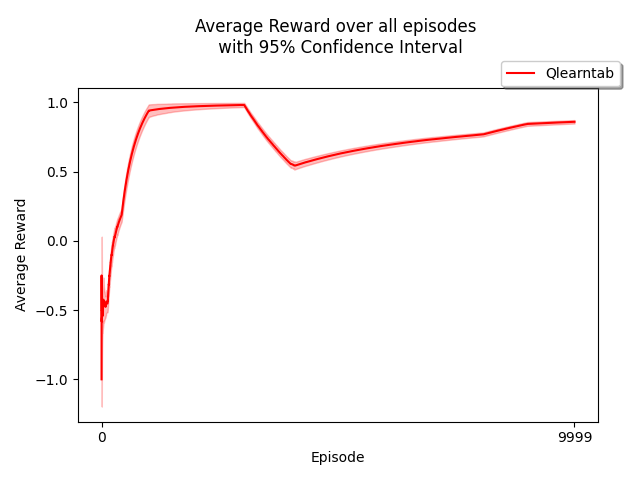 Average Reward over all episodes
with 95% Confidence Interval
Qlearntab
1.0
0.5
0.0
−0.5
−1.0
Average Reward
0
9999
Episode